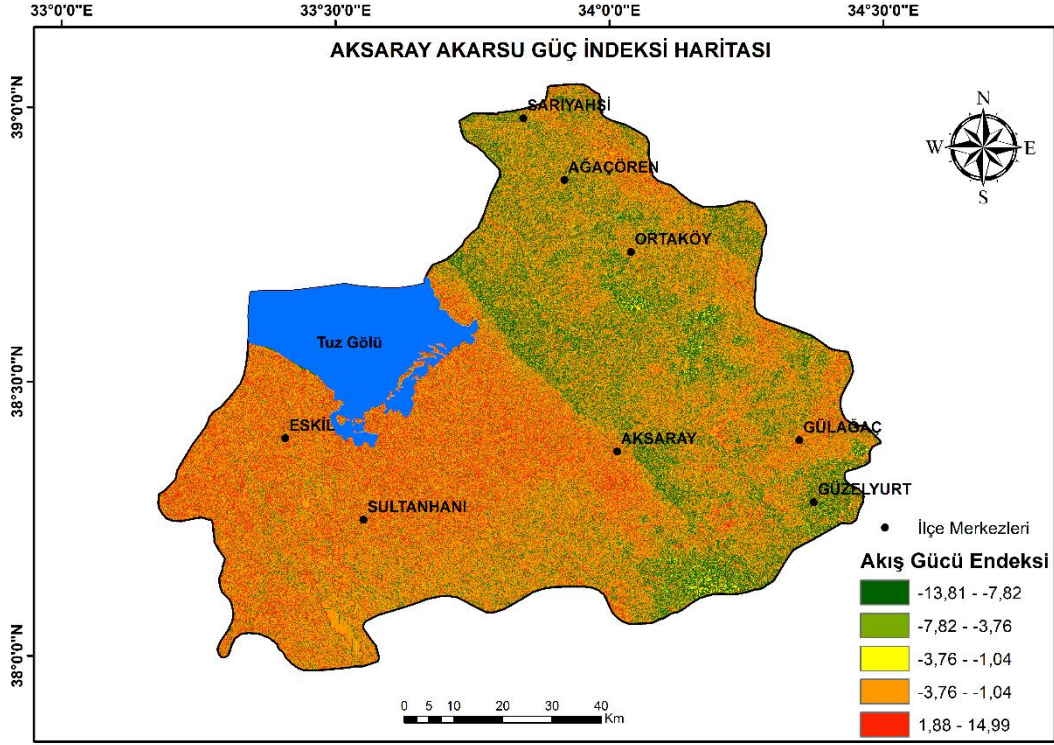 33°0'0"E 33°30'0"E 34°0'0"E 34°30'0"E
AKSARAY AKARSU GÜÇ İNDEKSİ HARİTASI
39°0'0"N
38°30'0"N
38°0'0"N
N
W E
S
SARIYAHŞİ
AĞAÇÖREN
ORTAKÖY
Tuz Gölü
ESKİL
AKSARAY
GÜLAĞAÇ
GÜZELYURT
SULTANHANI
İlçe Merkezleri
Akış Gücü Endeksi
-13,81 - -7,82
-7,82 - -3,76
-3,76 - -1,04
-3,76 - -1,04
1,88 - 14,99
0 5 10 20 30 40
Km